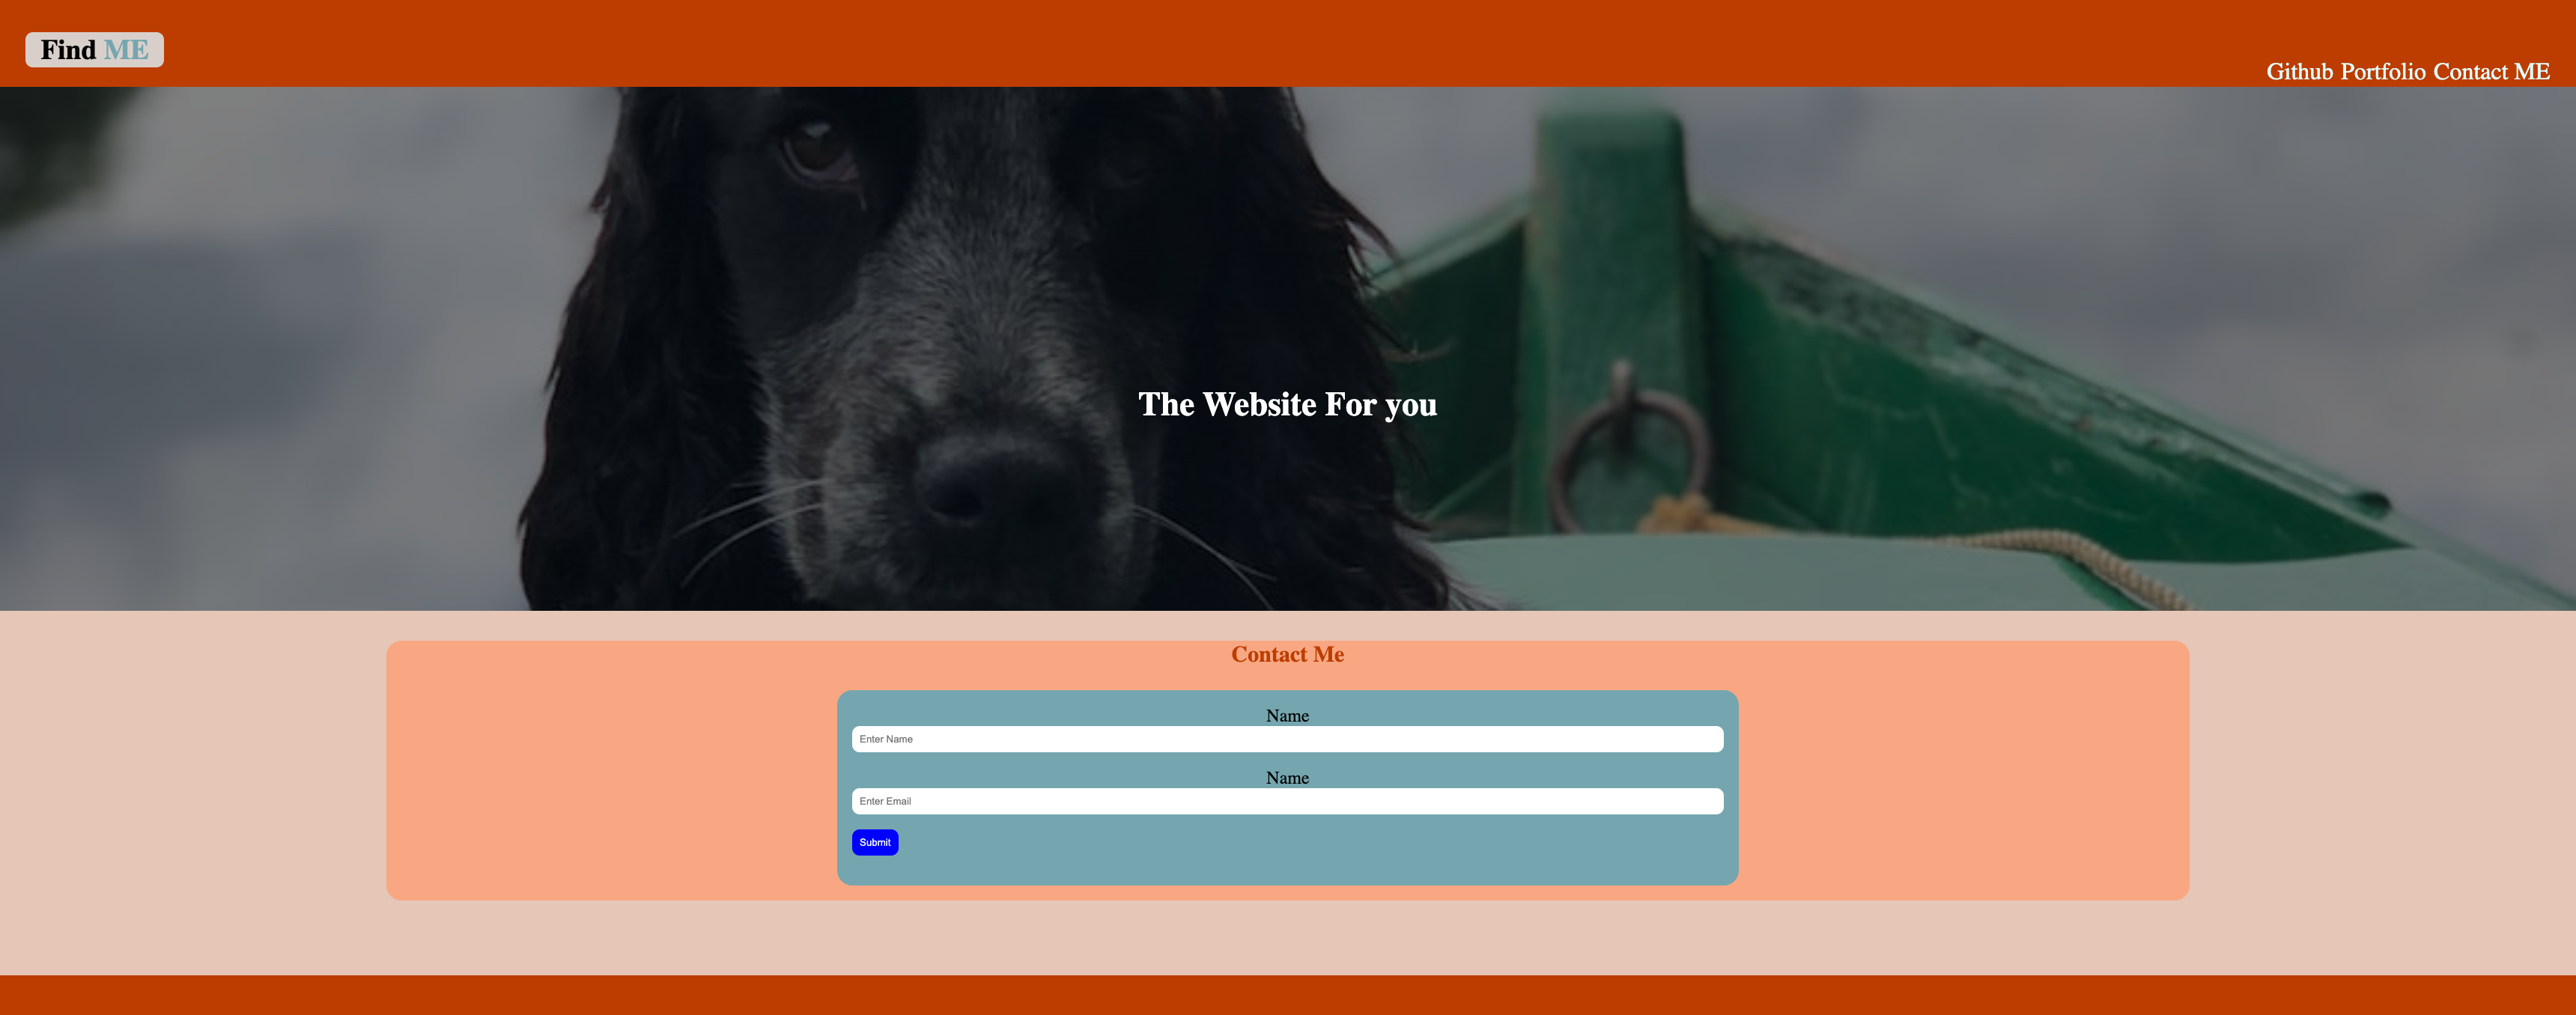 Find ME
Github Portfolio Contact ME
The Website For you
Contact Me
Name
Enter Name
Name
Enter Email
Submit